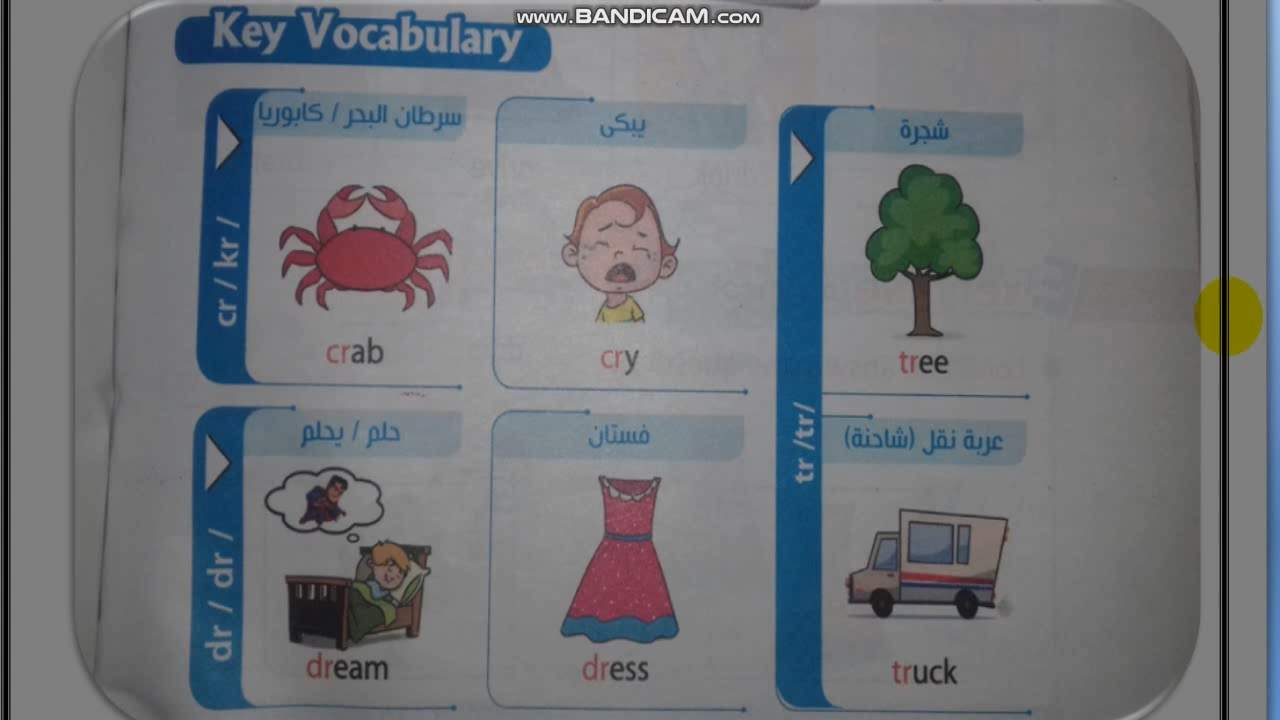 www.BANDICAM.com
Key Vocabulary
cr / kr /
سرطان البحر / كابوريا
crab
يبكى
cry
tr /tr/
شجرة
tree
dr / dr /
حلم / يحلم
dream
فستان
dress
عربة نقل (شاحنة)
truck